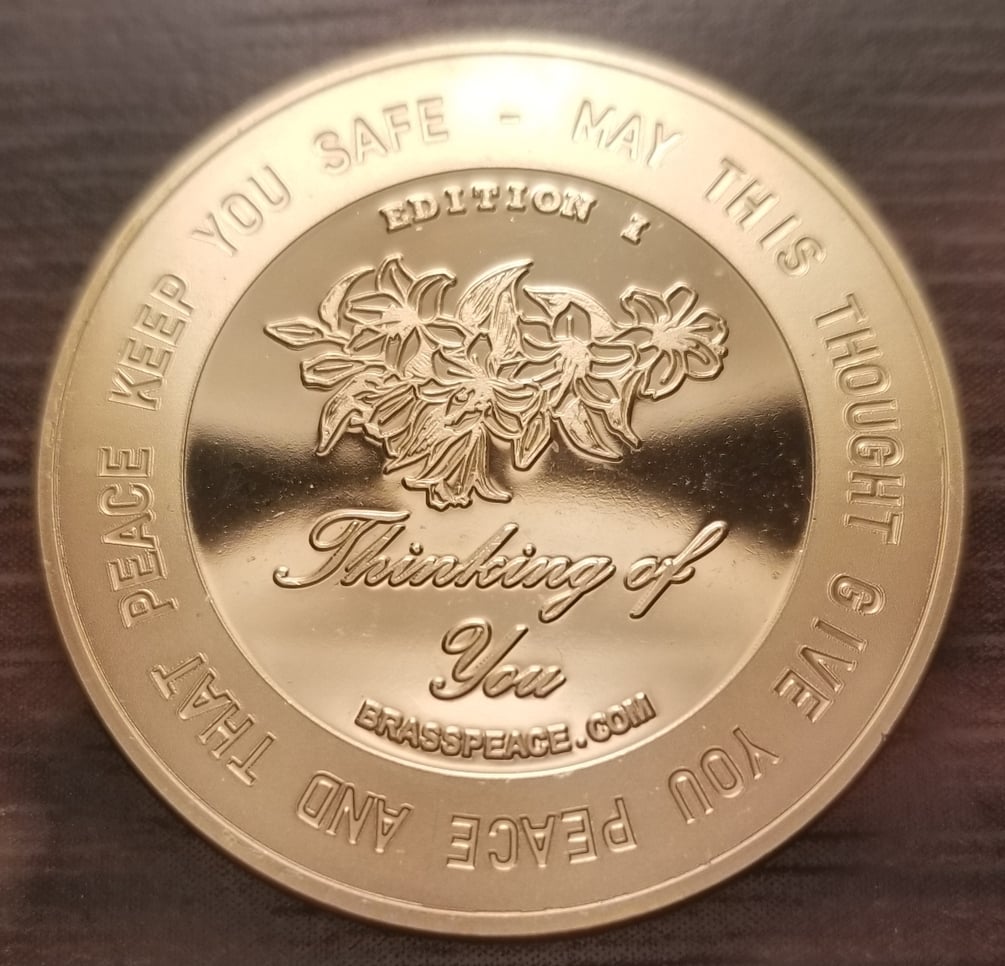 MAY THIS THOUGHT GIVE YOU PEACE AND THAT PEACE KEEP YOU SAFE -
EDITION I
Thinking of
You
BRASSPEACE.COM